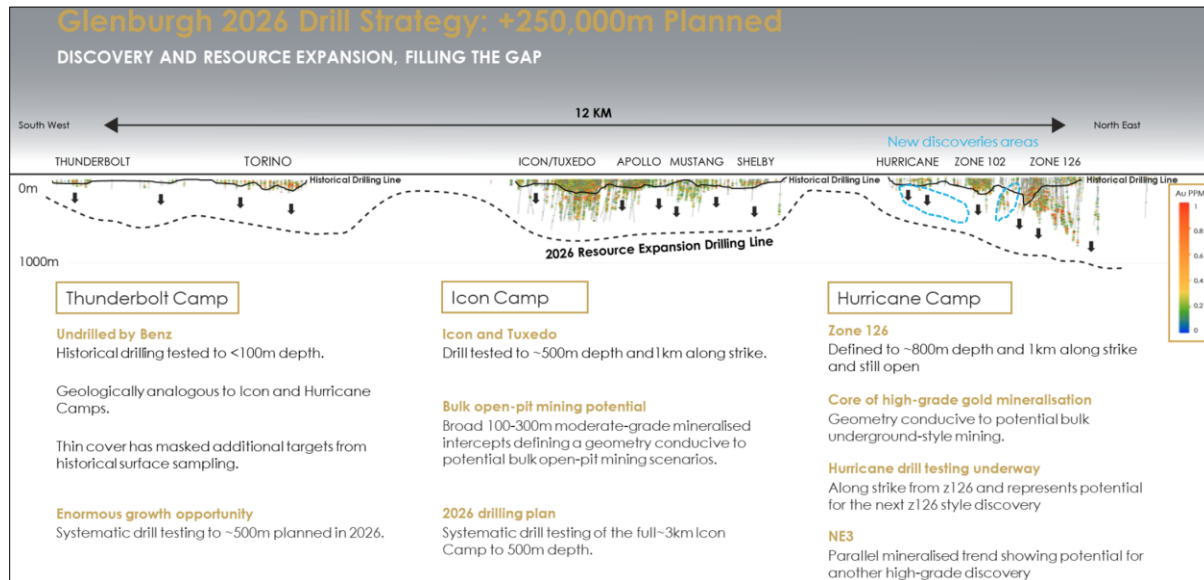 Glenburgh 2026 Drill Strategy: +250,000m Planned
DISCOVERY AND RESOURCE EXPANSION, FILLING THE GAP
12 KM
South West
North East
New discoveries areas
THUNDERBOLT
TORINO
ICON/TUXEDO
APOLLO
MUSTANG
SHELBY
HURRICANE
ZONE 102
ZONE 126
0m
Historical Drilling Line
Historical Drilling Line
Historical Drilling Line
Au PPM
1
0.8
0.6
0.4
0.2
0
2026 Resource Expansion Drilling Line
1000m
Thunderbolt Camp
Undrilled by Benz
Historical drilling tested to <100m depth.
Geologically analogous to Icon and Hurricane
Camps.
Thin cover has masked additional targets from
historical surface sampling.
Enormous growth opportunity
Systematic drill testing to ~500m planned in 2026.
Icon Camp
Icon and Tuxedo
Drill tested to ~500m depth and1km along strike.
Bulk open-pit mining potential
Broad 100-300m moderate-grade mineralised
intercepts defining a geometry conducive to
potential bulk open-pit mining scenarios.
2026 drilling plan
Systematic drill testing of the full~3km Icon
Camp to 500m depth.
Hurricane Camp
Zone 126
Defined to ~800m depth and 1km along strike
and still open
Core of high-grade gold mineralisation
Geometry conducive to potential bulk
underground-style mining.
Hurricane drill testing underway
Along strike from z126 and represents potential
for the next z126 style discovery
NE3
Parallel mineralised trend showing potential for
another high-grade discovery